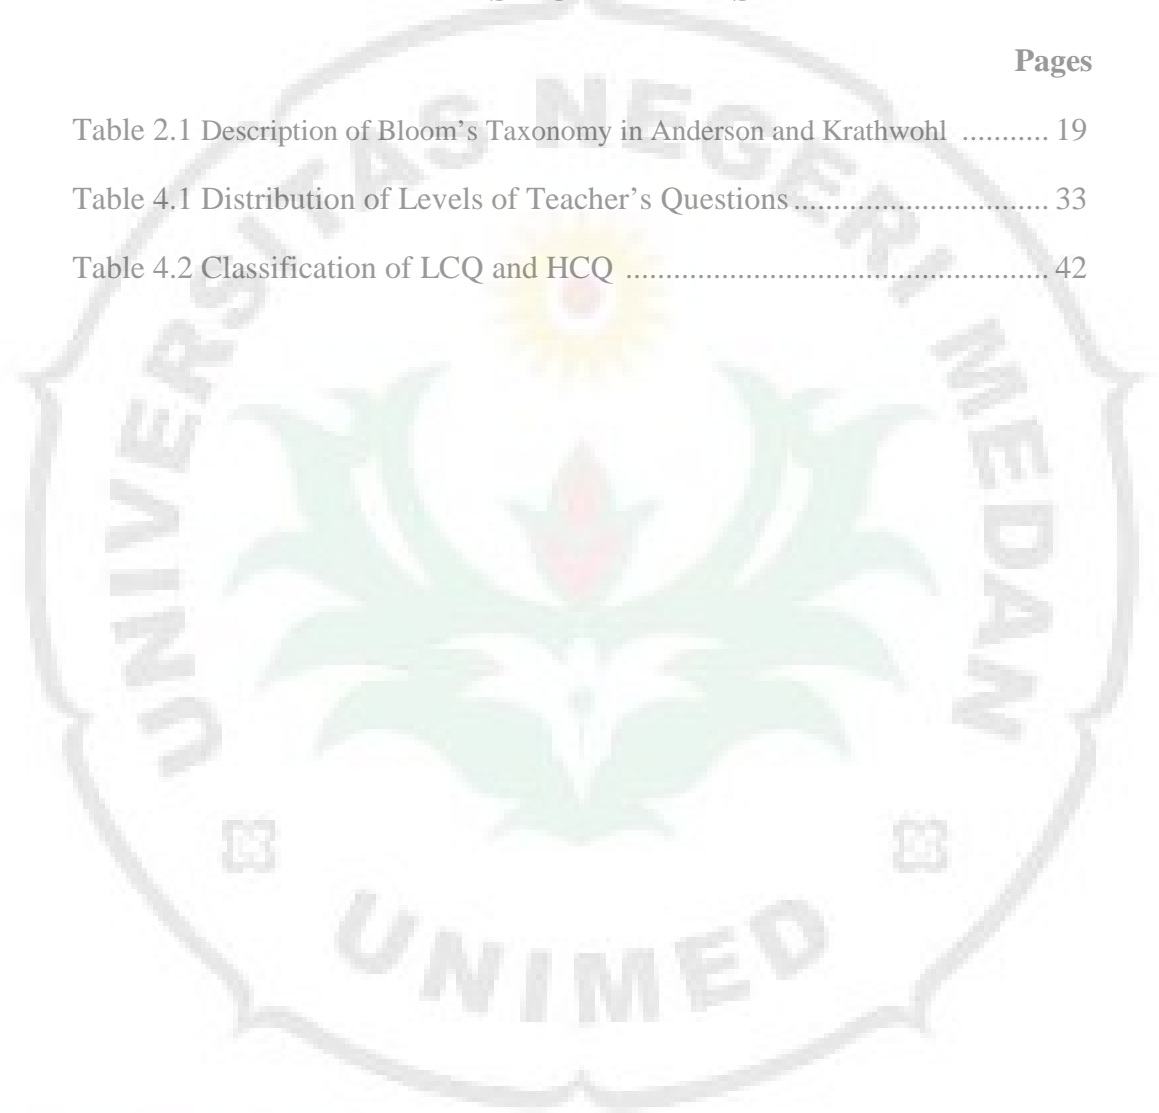 Pages
Table 2.1 Description of Bloom's Taxonomy in Anderson and Krathwohl ........... 19
Table 4.1 Distribution of Levels of Teacher's Questions ................................ 33
Table 4.2 Classification of LCQ and HCQ ..................................................... 42
UNIVERSITAS NEGERI MEDAN
UNIMED